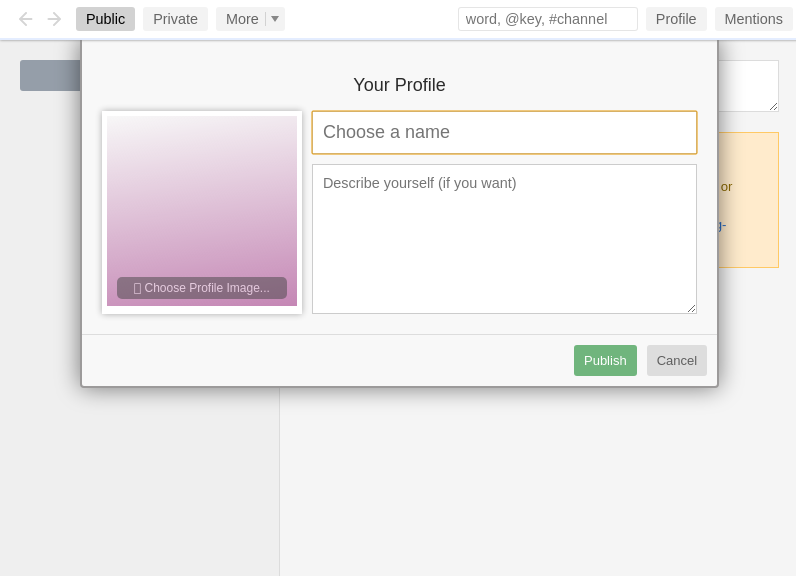 Public Private More word, @key, #channel Profile Mentions
Your Profile
Choose a name
Describe yourself (if you want)
or
Choose Profile Image...
Publish Cancel